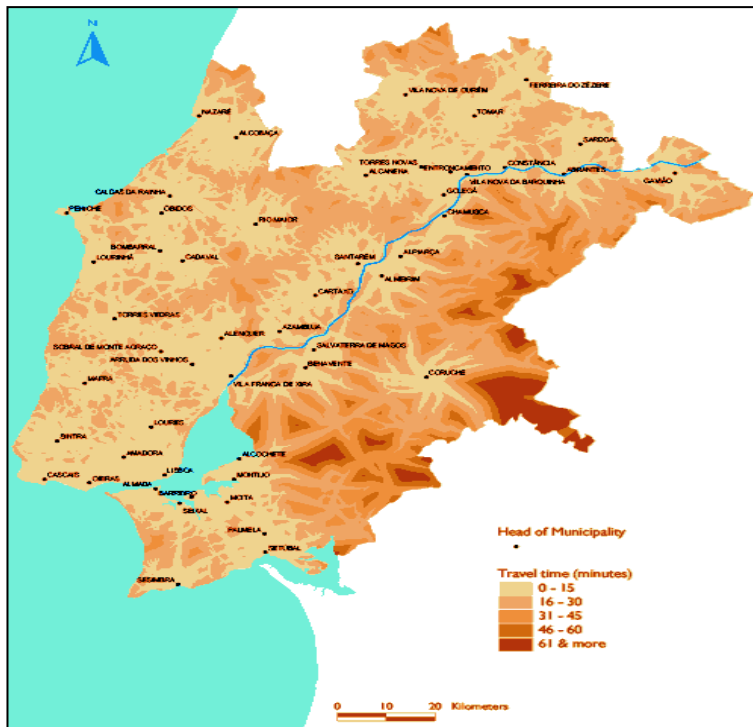 N
FERREIRA DO ZÊZERE
VILA NOVA DE OURÉM
NAZARÉ
TOMAR
ALCOBAÇA
SARDOAL
TORRES NOVAS
ENTRONCAMENTO
CONSTÂNCIA
ALCANENA
VILA NOVA DA BARQUINHA
ABRANTES
GAVIÃO
CALDAS DA RAINHA
GOLEGÃ
PENICHE
OBIDOS
CHAMUSCA
RIO MAIOR
BOMBARRAL
ALPIARÇA
LOURINHÃ
CADAVAL
SANTARÉM
ALMEIRIM
CARTAXO
TORRES VEDRAS
AZAMBUJA
ALENQUER
SOBRAL DE MONTE AGRAÇO
SALVATERRA DE MAGOS
ARRUDA DOS VINHOS
BENAVENTE
MAFRA
VILA FRANCA DE XIRA
CORUCHE
LOURES
SINTRA
AMADORA
ALCOCHETE
CASCAIS
OEIRAS
LISBOA
MONTIJO
ALMADA
BARREIRO
MOITA
SEIXAL
PALMELA
SETÚBAL
SESIMBRA
Head of Municipality
Travel time (minutes)
0 - 15
16 - 30
31 - 45
46 - 60
61 & more
0 10 20 Kilometers